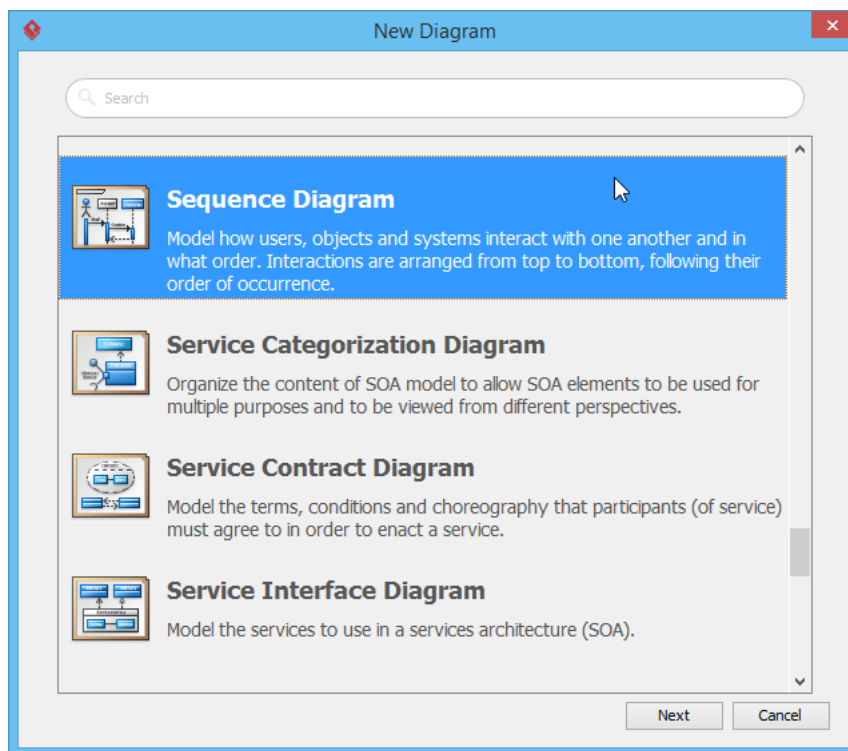 New Diagram
Search
Sequence Diagram
Model how users, objects and systems interact with one another and in
what order. Interactions are arranged from top to bottom, following their
order of occurrence.
Service Categorization Diagram
Organize the content of SOA model to allow SOA elements to be used for
multiple purposes and to be viewed from different perspectives.
Service Contract Diagram
Model the terms, conditions and choreography that participants (of service)
must agree to in order to enact a service.
Service Interface Diagram
Model the services to use in a services architecture (SOA).
Next
Cancel